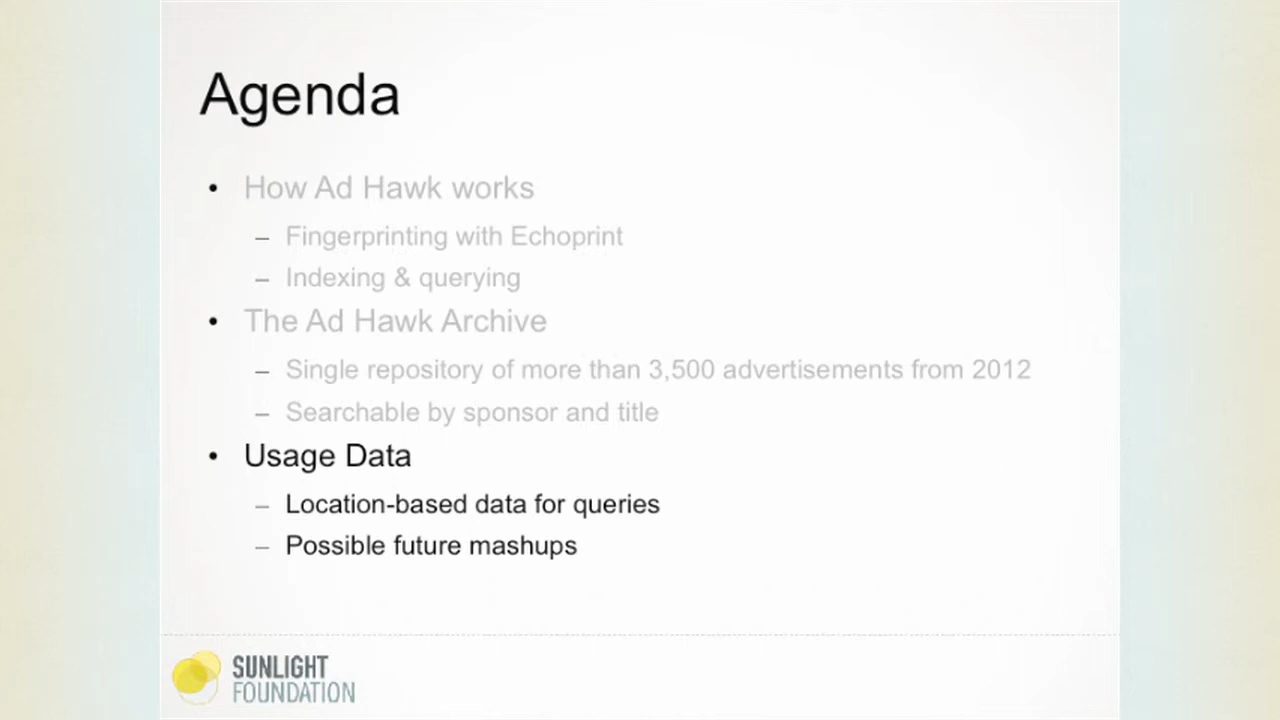 Agenda
• How Ad Hawk works
– Fingerprinting with Echoprint
– Indexing & querying
• The Ad Hawk Archive
– Single repository of more than 3,500 advertisements from 2012
– Searchable by sponsor and title
• Usage Data
– Location-based data for queries
– Possible future mashups
SUNLIGHT
FOUNDATION